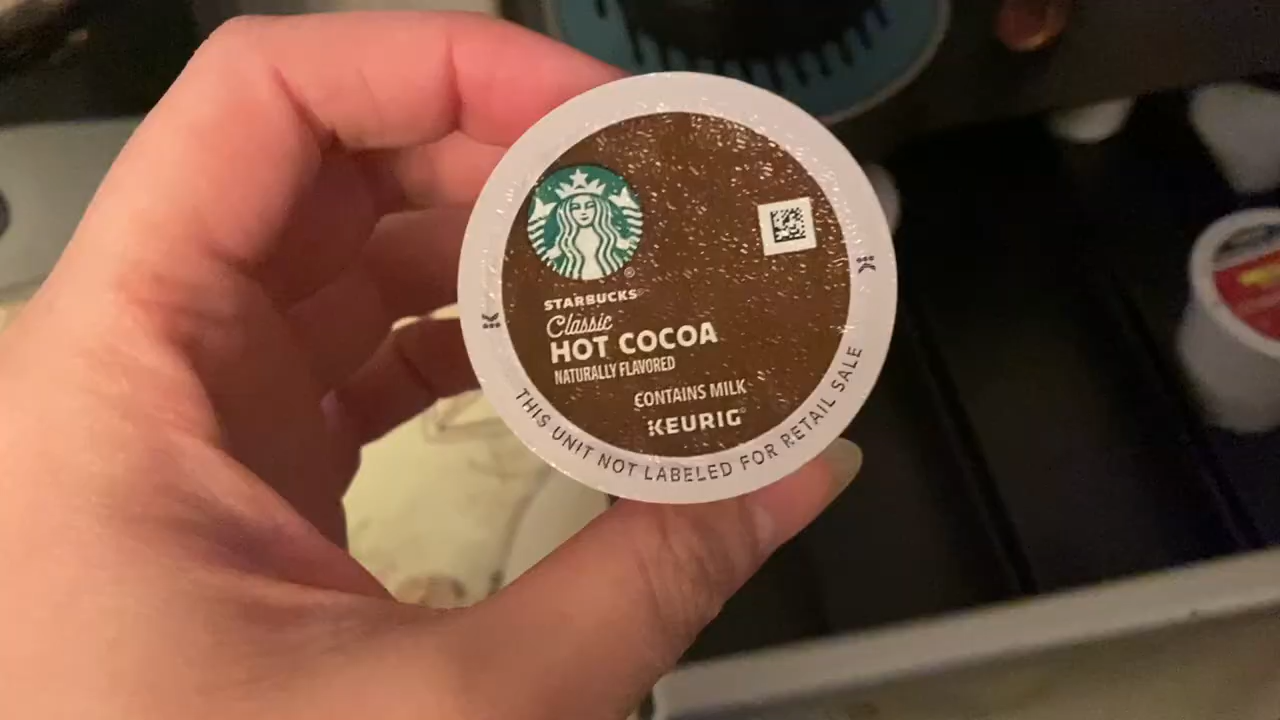 STARBUCKS
Classic
HOT COCOA
NATURALLY FLAVORED
CONTAINS MILK
KEURIG
THIS UNIT NOT LABELED FOR RETAIL SALE